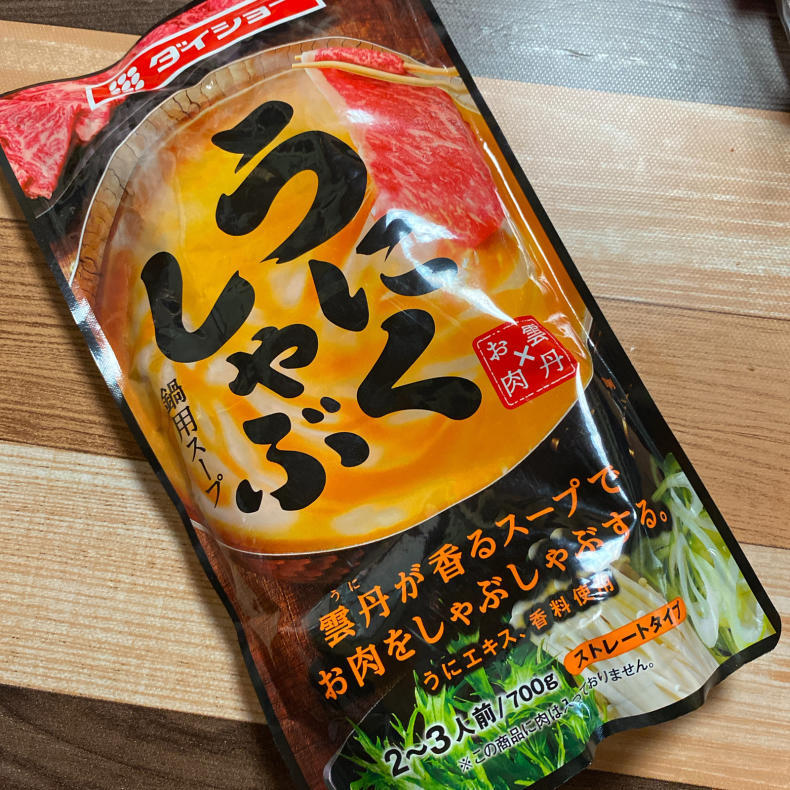 ダイショー
うにく
しゃぶ
鍋用スープ
雲丹
×
お肉
うに
雲丹が香るスープで
お肉をしゃぶしゃぶする。
うにエキス、香料使用
ストレートタイプ
2〜3人前/700g
※この商品に肉は入っておりません。